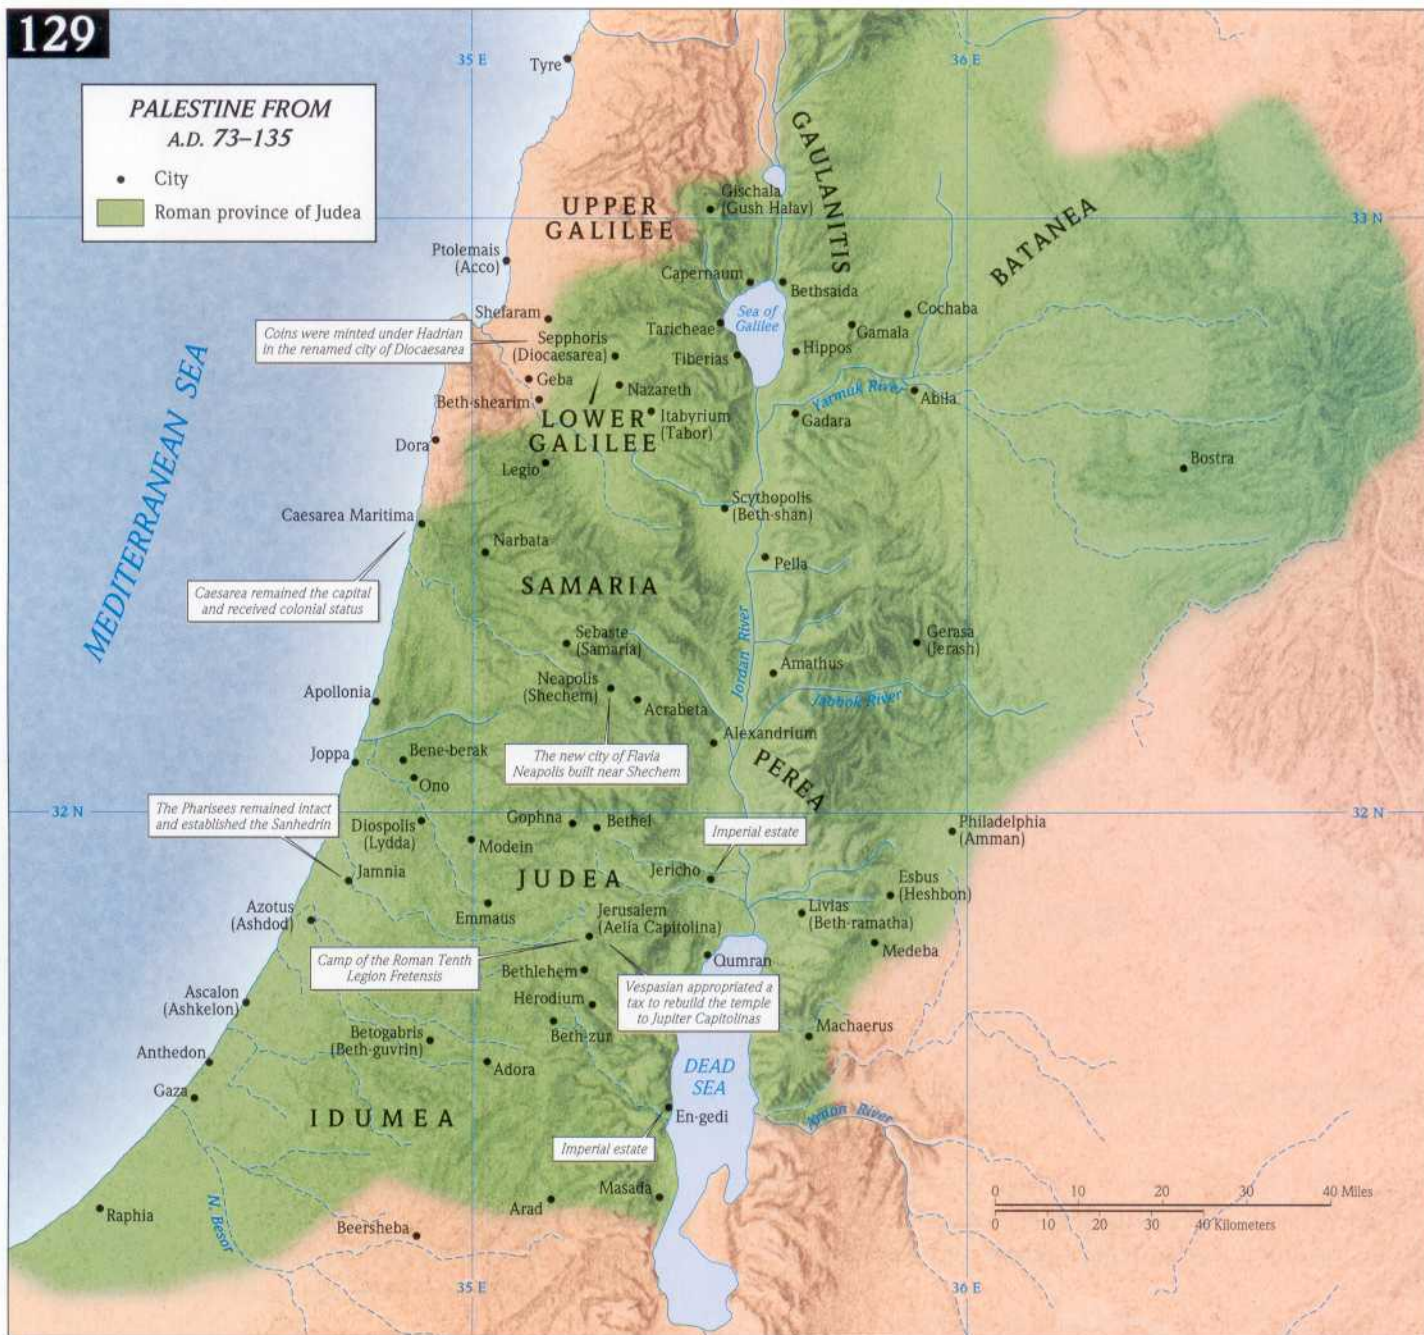 129
PALESTINE FROM
A.D. 73–135
City
Roman province of Judea
35 E
36 E
Tyre
GAULANITIS
UPPER
GALILEE
Gischala
(Gush Halav)
33 N
BATANEA
Ptolemais
(Acco)
Capernaum
Bethsaida
Shefaram
Sea of
Galilee
Cochaba
Taricheae
Gamala
Coins were minted under Hadrian
in the renamed city of Diocaesarea
Sepphoris
(Diocaesarea)
Tiberias
Hippos
MEDITERRANEAN SEA
Geba
Nazareth
Yarmuk River
Abila
Beth-shearim
Itabyrium
(Tabor)
Gadara
LOWER
GALILEE
Dora
Legio
Bostra
Scythopolis
(Beth-shan)
Caesarea Maritima
Narbata
Pella
SAMARIA
Caesarea remained the capital
and received colonial status
Jordan River
Sebaste
(Samaria)
Gerasa
(Jerash)
Amathus
Neapolis
(Shechem)
Jabbok River
Apollonia
Acrabeta
Alexandrium
Joppa
Bene-berak
The new city of Flavia
Neapolis built near Shechem
PEREA
Ono
32 N
The Pharisees remained intact
and established the Sanhedrin
Diospolis
(Lydda)
Gophna
Bethel
Imperial estate
Philadelphia
(Amman)
32 N
Modein
Jamnia
JUDEA
Jericho
Esbus
(Heshbon)
Azotus
(Ashdod)
Emmaus
Jerusalem
(Aelia Capitolina)
Livias
(Beth-ramatha)
Medeba
Camp of the Roman Tenth
Legion Fretensis
Qumran
Bethlehem
Vespasian appropriated a
tax to rebuild the temple
to Jupiter Capitolinas
Ascalon
(Ashkelon)
Herodium
Beth-zur
Machaerus
Betogabris
(Beth-guvrin)
Anthedon
Adora
DEAD
SEA
Gaza
IDUMEA
En-gedi
Arnon River
Imperial estate
Masada
Arad
Raphia
N. Besor
Beersheba
0 10 20 30 40 Miles
0 10 20 30 40 Kilometers
35 E
36 E